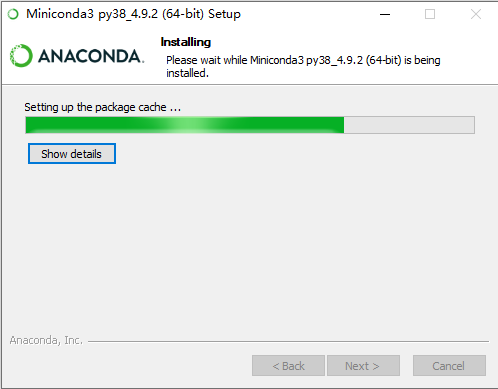 Miniconda3 py38_4.9.2 (64-bit) Setup
ANACONDA.
Installing
Please wait while Miniconda3 py38_4.9.2 (64-bit) is being
installed.
Setting up the package cache ...
Show details
Anaconda, Inc.
< Back
Next >
Cancel